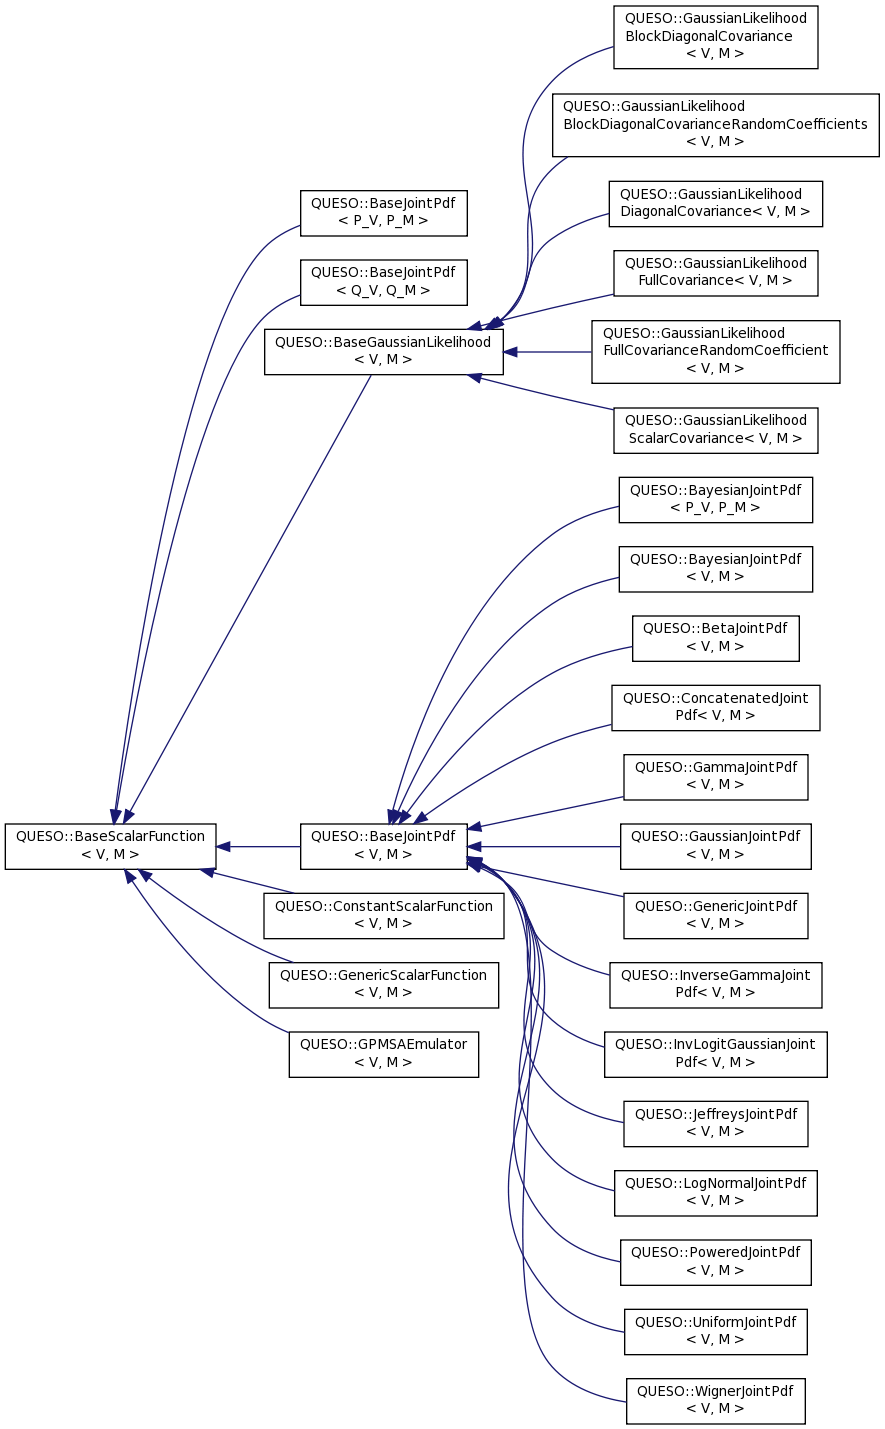 QUESO::GaussianLikelihood
BlockDiagonalCovariance
< V, M >
QUESO::GaussianLikelihood
BlockDiagonalCovarianceRandomCoefficients
< V, M >
QUESO::GaussianLikelihood
DiagonalCovariance< V, M >
QUESO::BaseJointPdf
< P_V, P_M >
QUESO::GaussianLikelihood
FullCovariance< V, M >
QUESO::BaseJointPdf
< Q_V, Q_M >
QUESO::BaseGaussianLikelihood
< V, M >
QUESO::GaussianLikelihood
FullCovarianceRandomCoefficient
< V, M >
QUESO::GaussianLikelihood
ScalarCovariance< V, M >
QUESO::BayesianJointPdf
< P_V, P_M >
QUESO::BayesianJointPdf
< V, M >
QUESO::BetaJointPdf
< V, M >
QUESO::ConcatenatedJoint
Pdf< V, M >
QUESO::GammaJointPdf
< V, M >
QUESO::BaseScalarFunction
< V, M >
QUESO::BaseJointPdf
< V, M >
QUESO::GaussianJointPdf
< V, M >
QUESO::ConstantScalarFunction
< V, M >
QUESO::GenericJointPdf
< V, M >
QUESO::GenericScalarFunction
< V, M >
QUESO::InverseGammaJoint
Pdf< V, M >
QUESO::GPMSAEmulator
< V, M >
QUESO::InvLogitGaussianJoint
Pdf< V, M >
QUESO::JeffreysJointPdf
< V, M >
QUESO::LogNormalJointPdf
< V, M >
QUESO::PoweredJointPdf
< V, M >
QUESO::UniformJointPdf
< V, M >
QUESO::WignerJointPdf
< V, M >